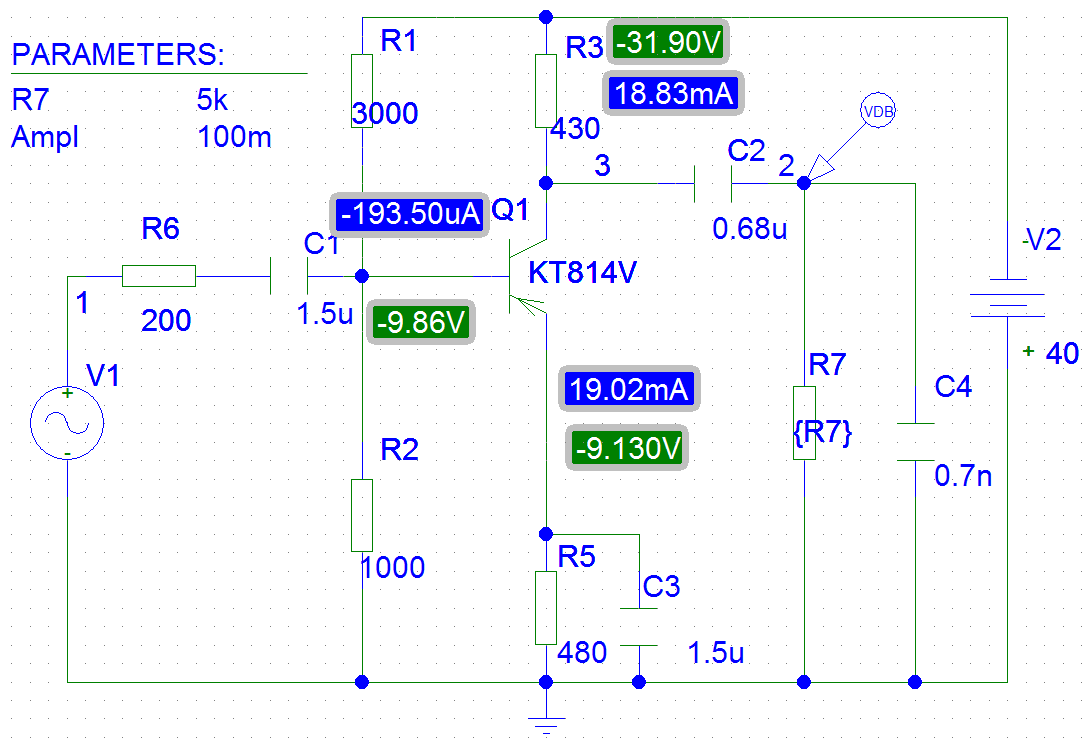 PARAMETERS:
R7 5k
Ampl 100m
R1
3000
R3
-31.90V
18.83mA
430
VDB
3
C2
2
0.68u
-193.50uA
Q1
KT814V
R6
200
C1
1.5u
1
-9.86V
V1
+
-
-V2
+ 40
19.02mA
-9.130V
R7
{R7}
C4
0.7n
R2
1000
R5
480
C3
1.5u